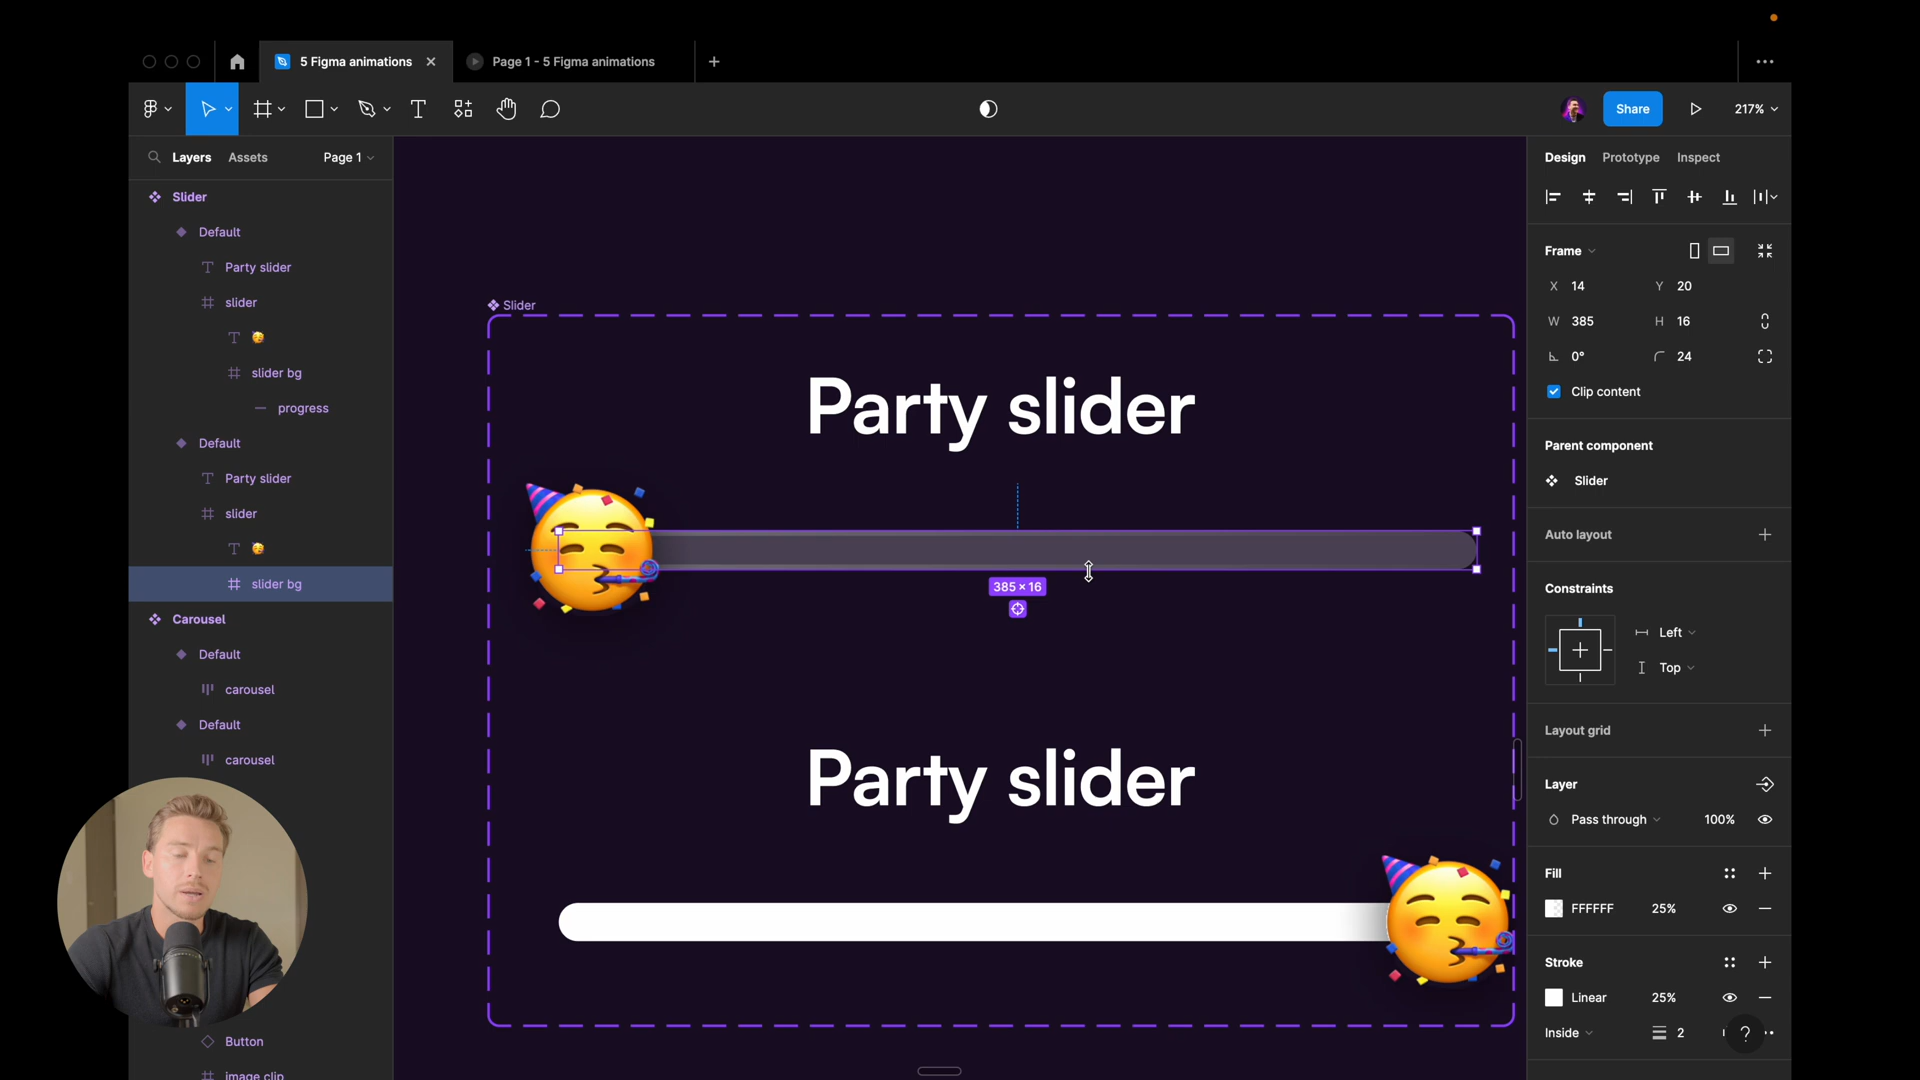 5 Figma animations
Page 1 - 5 Figma animations
Share
217%
Layers
Assets
Page 1
Slider
Default
Party slider
slider
slider bg
progress
Default
Party slider
slider
slider bg
Carousel
Default
carousel
Default
carousel
Button
image clip
Slider
Party slider
385 × 16
Party slider
Design
Prototype
Inspect
Frame
X 14
Y 20
W 385
H 16
0°
24
Clip content
Parent component
Slider
Auto layout
Constraints
Left
Top
Layout grid
Layer
Pass through
100%
Fill
FFFFFF
25%
Stroke
Linear
25%
Inside
2
?